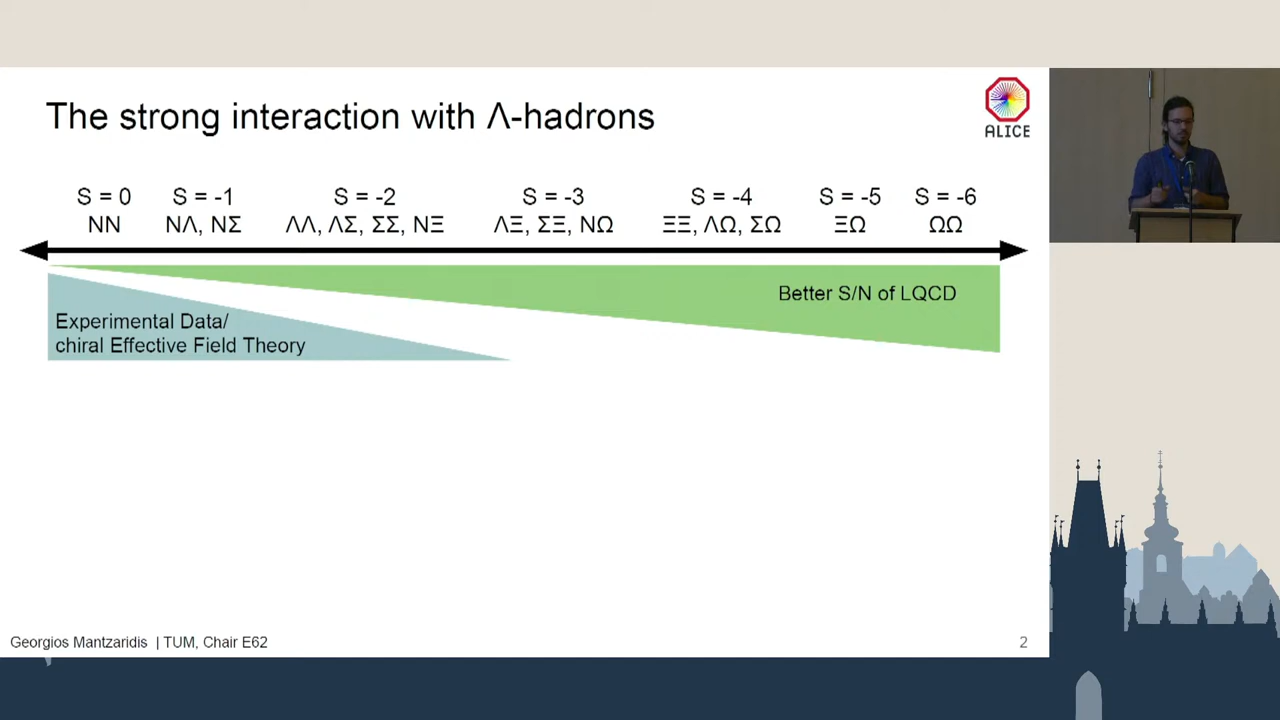 The strong interaction with Λ-hadrons
ALICE
S = 0 S = -1 S = -2 S = -3 S = -4 S = -5 S = -6
NN NΛ, NΣ ΛΛ, ΛΣ, ΣΣ, NΞ ΛΞ, ΣΞ, NΩ ΞΞ, ΛΩ, ΣΩ ΞΩ ΩΩ
Better S/N of LQCD
Experimental Data/
chiral Effective Field Theory
Georgios Mantzaridis | TUM, Chair E62
2